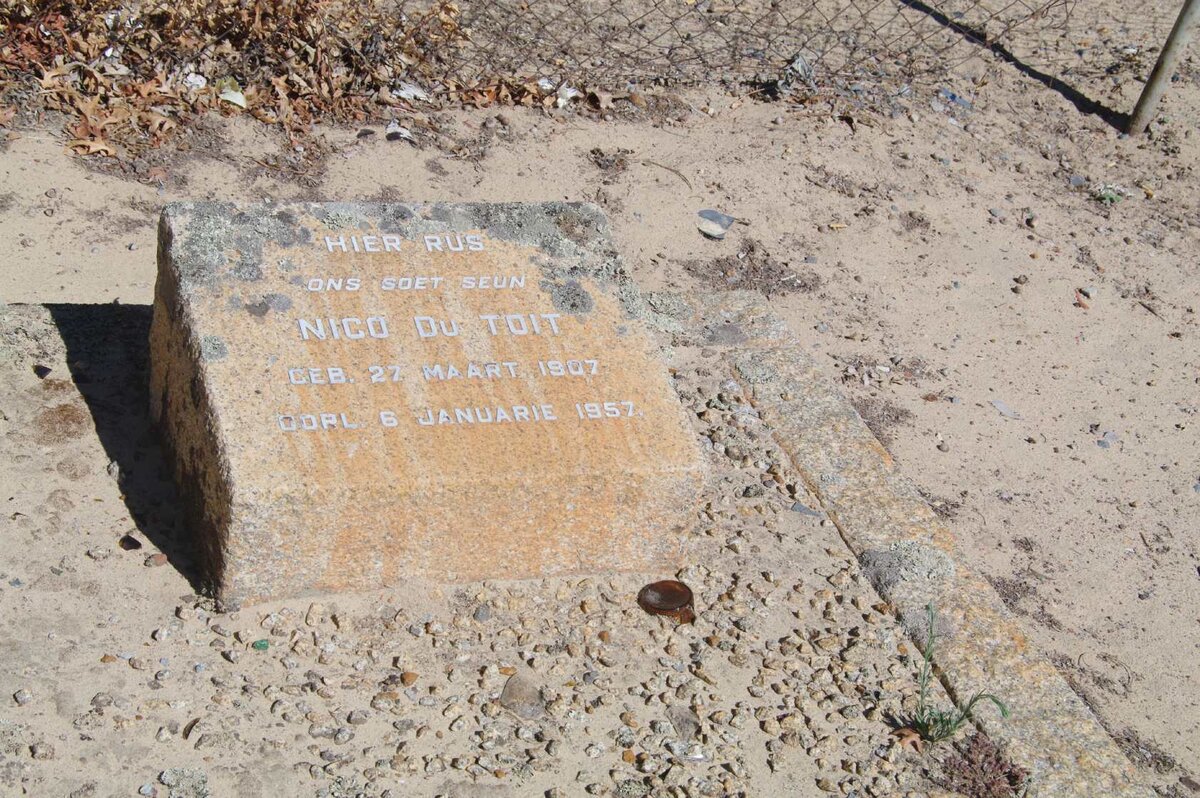 HIER RUS
ONS SOET SEUN
NICO DU TOIT
GEB. 27 MAART. 1907
OORL. 6 JANUARIE 1957.